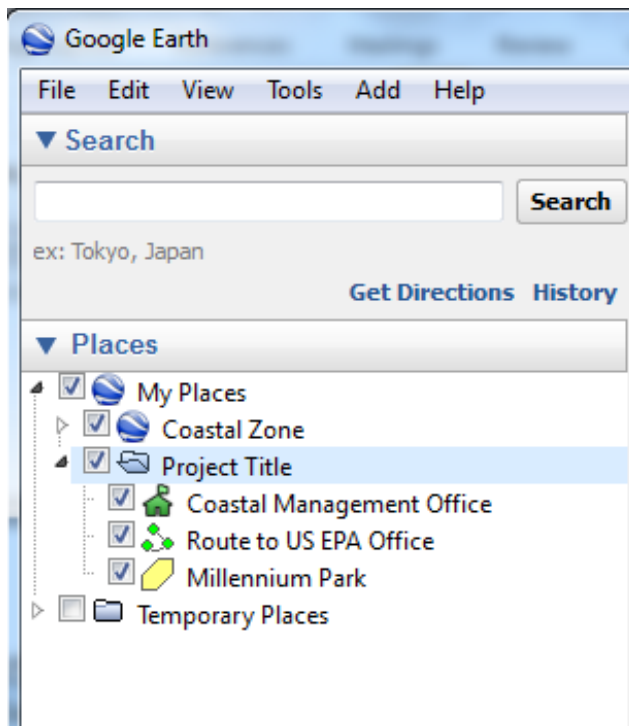 Google Earth
File Edit View Tools Add Help
Search
Search
ex: Tokyo, Japan
Get Directions History
Places
My Places
Coastal Zone
Project Title
Coastal Management Office
Route to US EPA Office
Millennium Park
Temporary Places